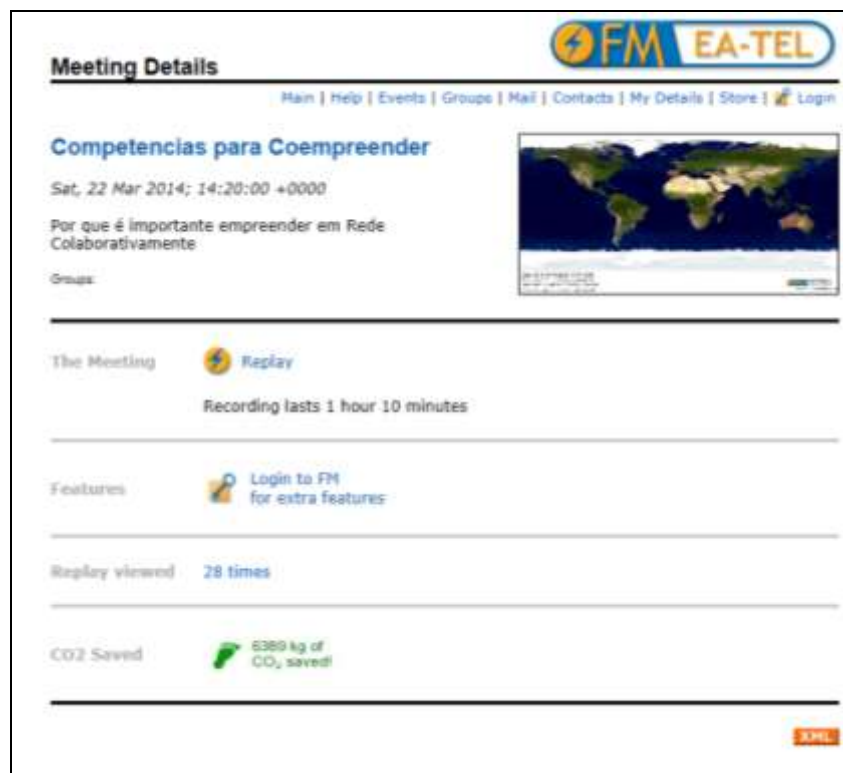 FM EA-TEL
Meeting Details
Main | Help | Events | Groups | Mail | Contacts | My Details | Store | Login
Competencias para Coempreender
Sat, 22 Mar 2014; 14:20:00 +0000
Por que é importante empreender em Rede
Colaborativamente
Groups:
The Meeting
Replay
Recording lasts 1 hour 10 minutes
Features
Login to FM
for extra features
Replay viewed
28 times
CO2 Saved
6389 kg of
CO₂ saved!
XML